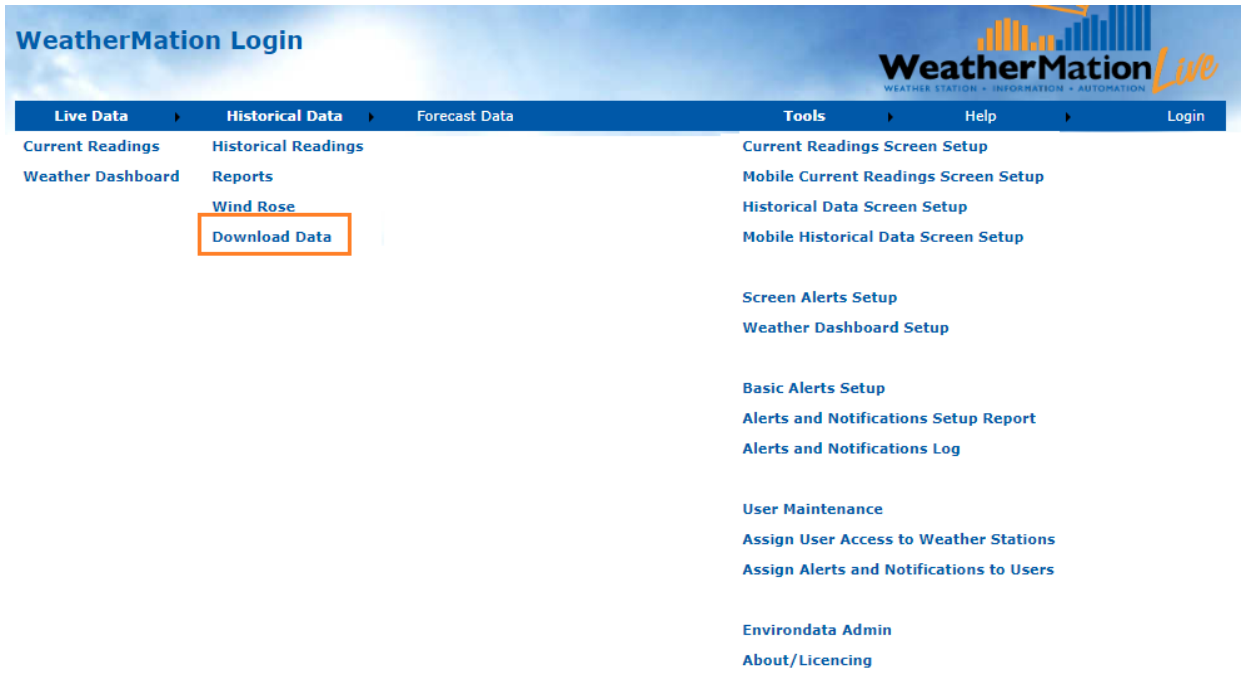 WeatherMation Login
WeatherMation Live
WEATHER STATION • INFORMATION • AUTOMATION
Live Data Historical Data Forecast Data Tools Help Login
Current Readings Historical Readings Current Readings Screen Setup
Weather Dashboard Reports Mobile Current Readings Screen Setup
Wind Rose Historical Data Screen Setup
Download Data Mobile Historical Data Screen Setup
Screen Alerts Setup
Weather Dashboard Setup
Basic Alerts Setup
Alerts and Notifications Setup Report
Alerts and Notifications Log
User Maintenance
Assign User Access to Weather Stations
Assign Alerts and Notifications to Users
Environdata Admin
About/Licencing